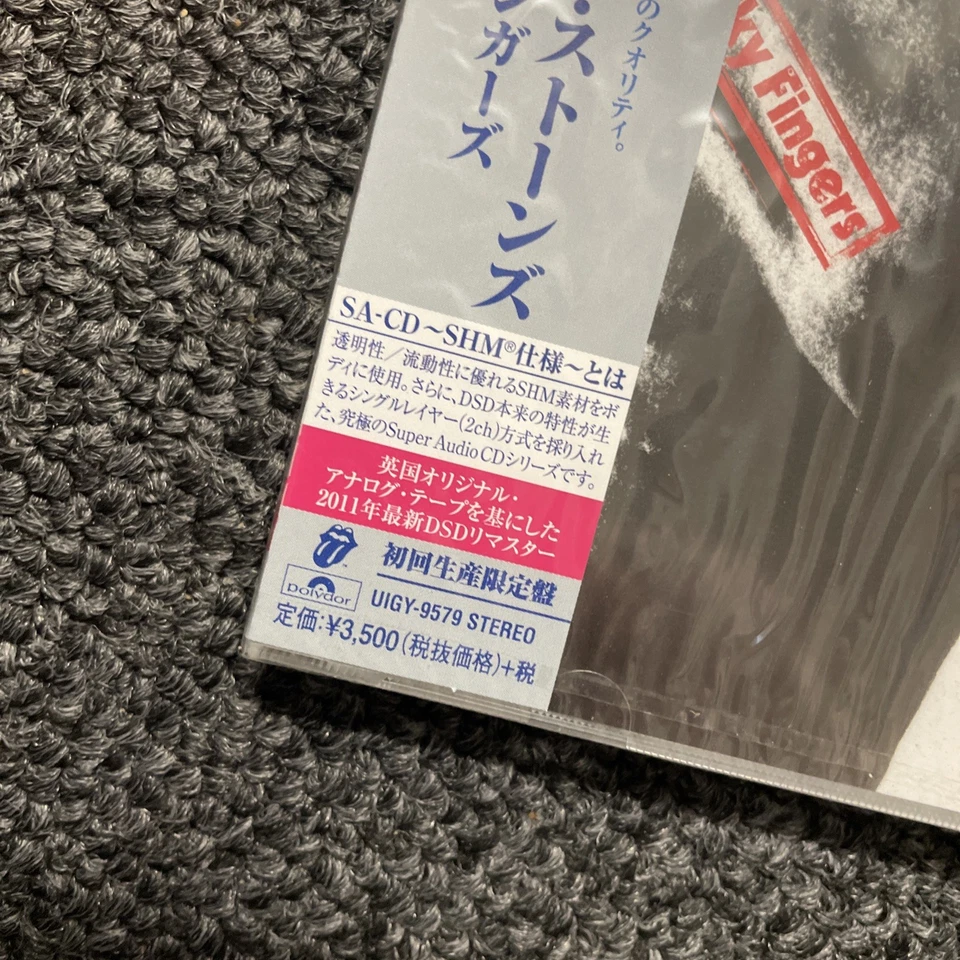 のクオリティ。
・ストーンズ
ンガーズ
ky Fingers
SA-CD～SHM®仕様～とは
透明性／流動性に優れるSHM素材をボ
ディに使用。さらに、DSD本来の特性が生
きるシングルレイヤー(2ch)方式を採り入れ
た、究極のSuper Audio CDシリーズです。
英国オリジナル・
アナログ・テープを基にした
2011年最新DSDリマスター
初回生産限定盤
polydor
UIGY-9579 STEREO
定価:¥3,500(税抜価格)+税